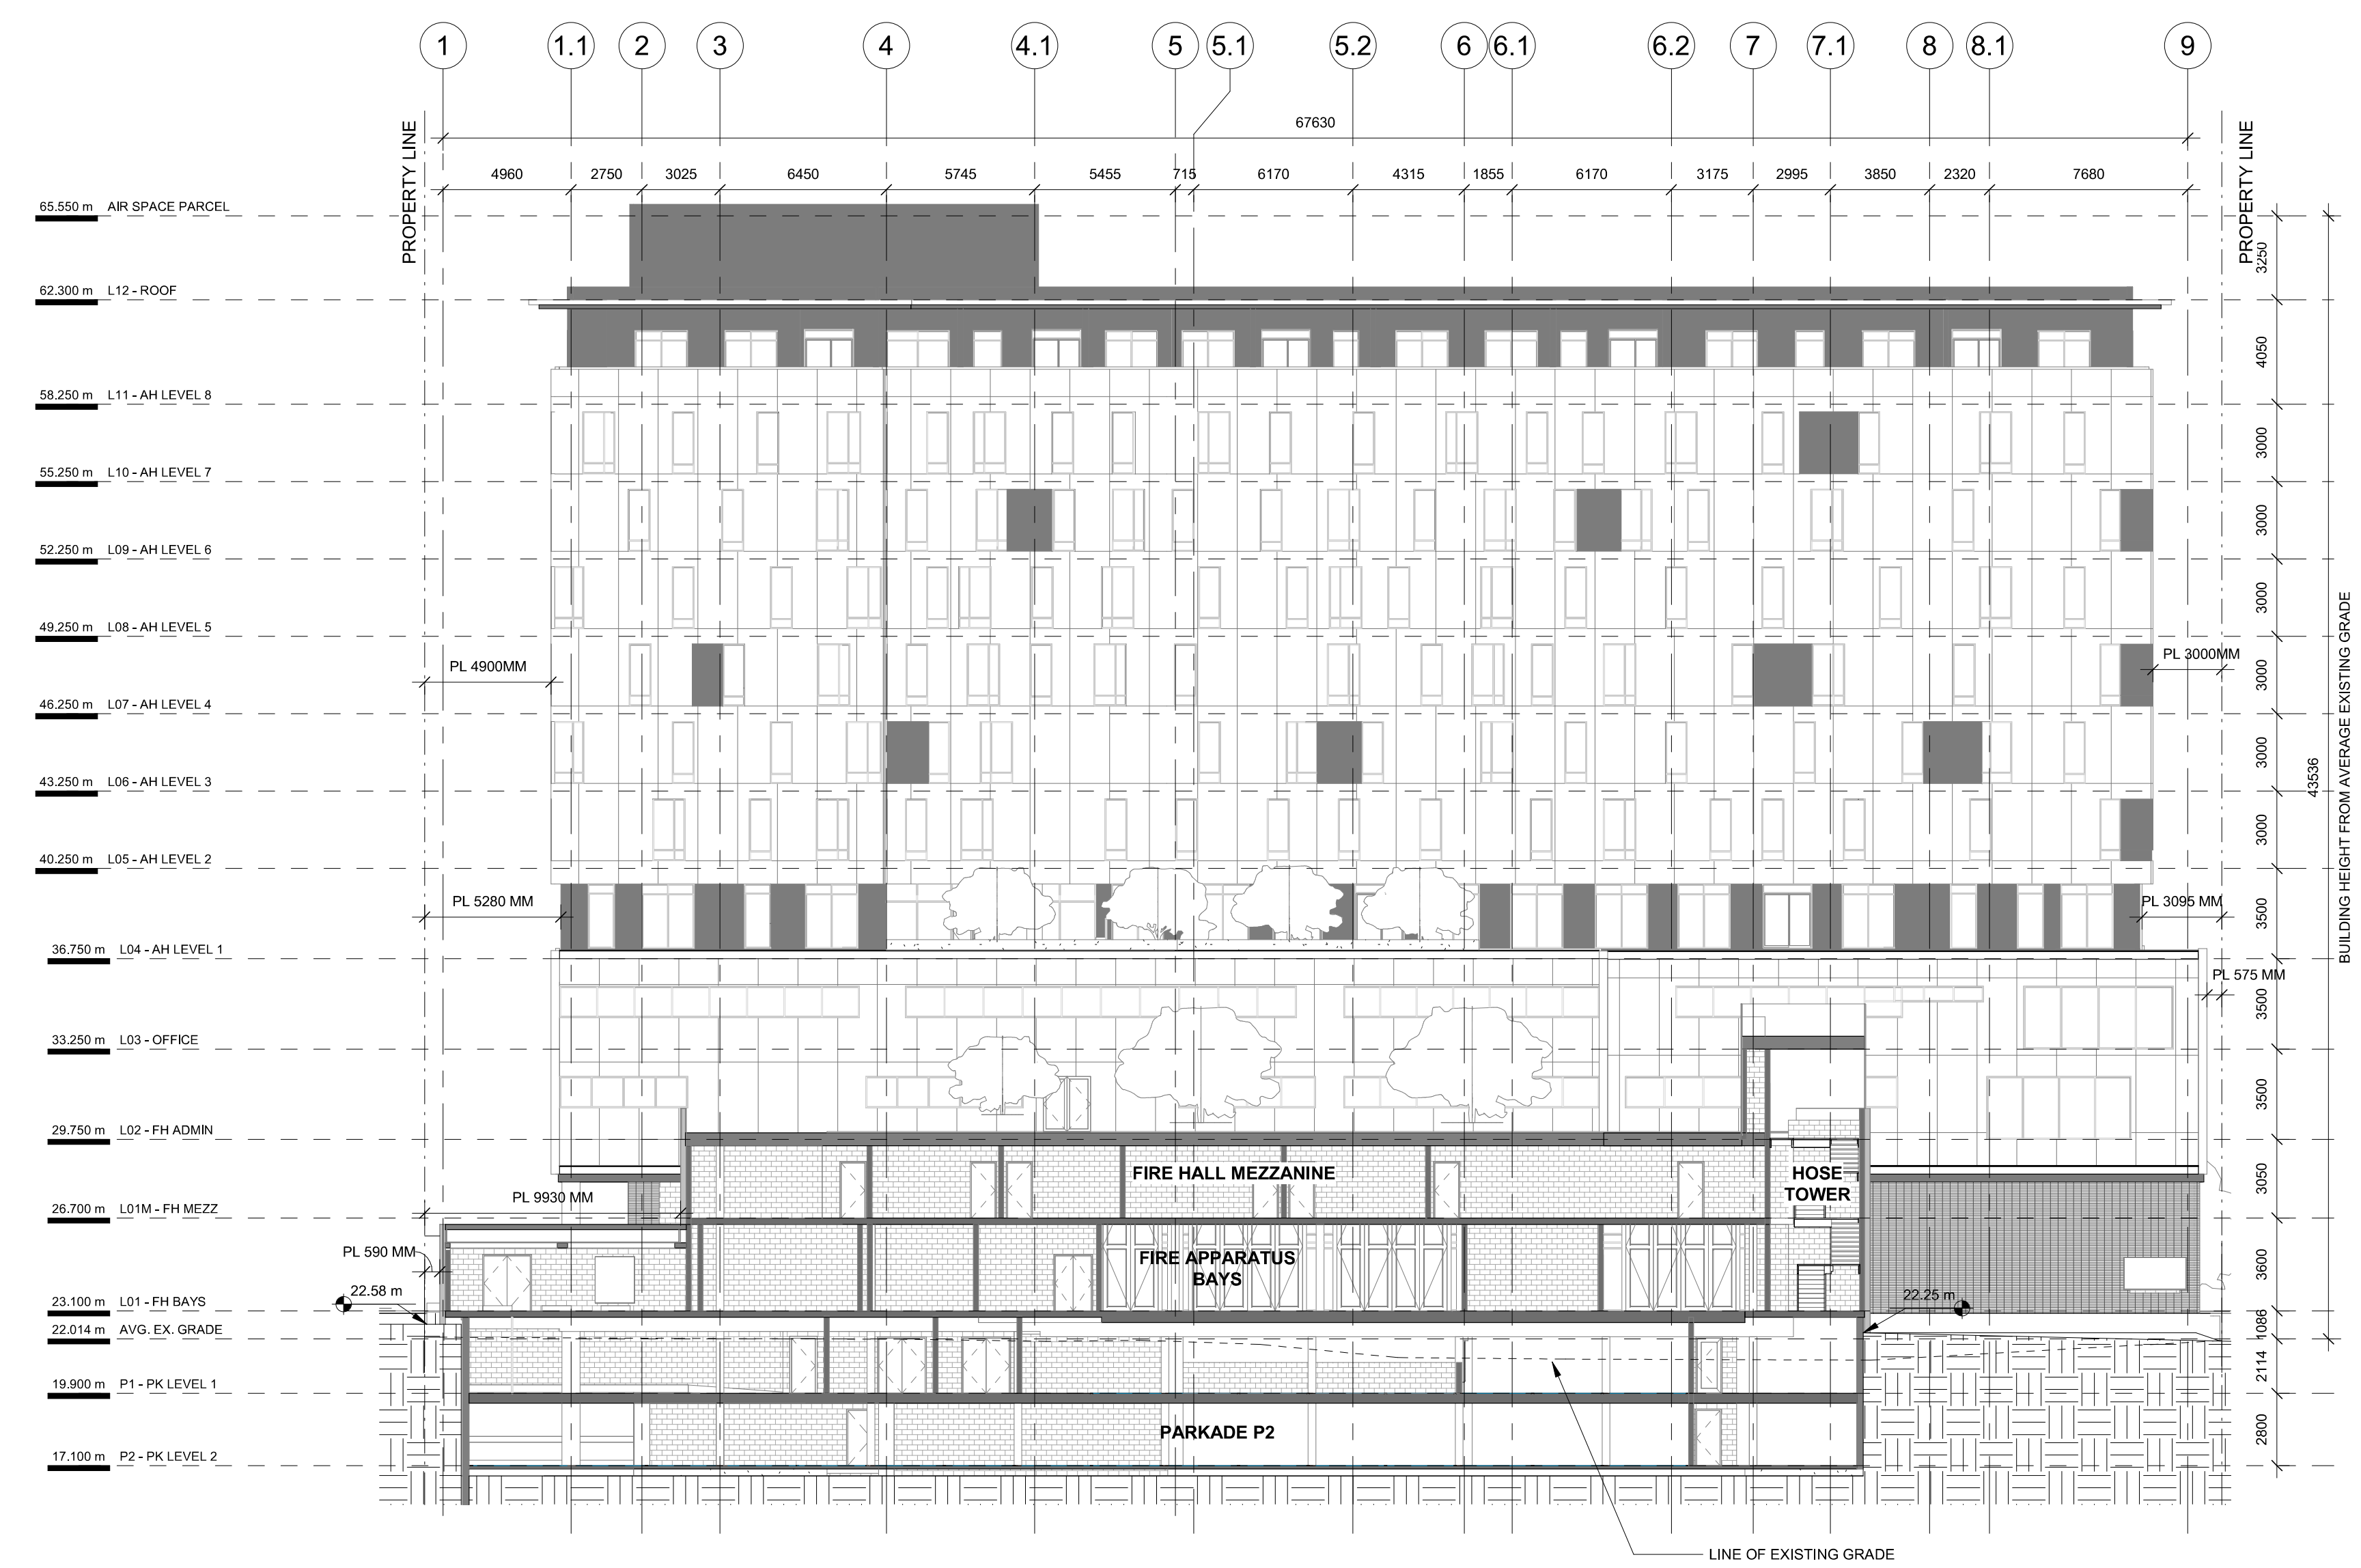 1 1.1 2 3 4 4.1 5 5.1 5.2 6 6.1 6.2 7 7.1 8 8.1 9
PROPERTY LINE
PROPERTY LINE
67630
4960 2750 3025 6450 5745 5455 715 6170 4315 1855 6170 3175 2995 3850 2320 7680
65.550 m AIR SPACE PARCEL
3250
62.300 m L12 - ROOF
4050
58.250 m L11 - AH LEVEL 8
3000
55.250 m L10 - AH LEVEL 7
3000
52.250 m L09 - AH LEVEL 6
3000
49.250 m L08 - AH LEVEL 5
PL 4900MM
PL 3000MM
3000
46.250 m L07 - AH LEVEL 4
3000
43.250 m L06 - AH LEVEL 3
43536
BUILDING HEIGHT FROM AVERAGE EXISTING GRADE
3000
40.250 m L05 - AH LEVEL 2
PL 5280 MM
PL 3095 MM
3500
36.750 m L04 - AH LEVEL 1
PL 575 MM
3500
33.250 m L03 - OFFICE
3500
29.750 m L02 - FH ADMIN
FIRE HALL MEZZANINE
HOSE
TOWER
3050
PL 9930 MM
26.700 m L01M - FH MEZZ
PL 590 MM
FIRE APPARATUS
BAYS
3600
22.58 m
22.25 m
23.100 m L01 - FH BAYS
1086
22.014 m AVG. EX. GRADE
2114
19.900 m P1 - PK LEVEL 1
PARKADE P2
2800
17.100 m P2 - PK LEVEL 2
LINE OF EXISTING GRADE